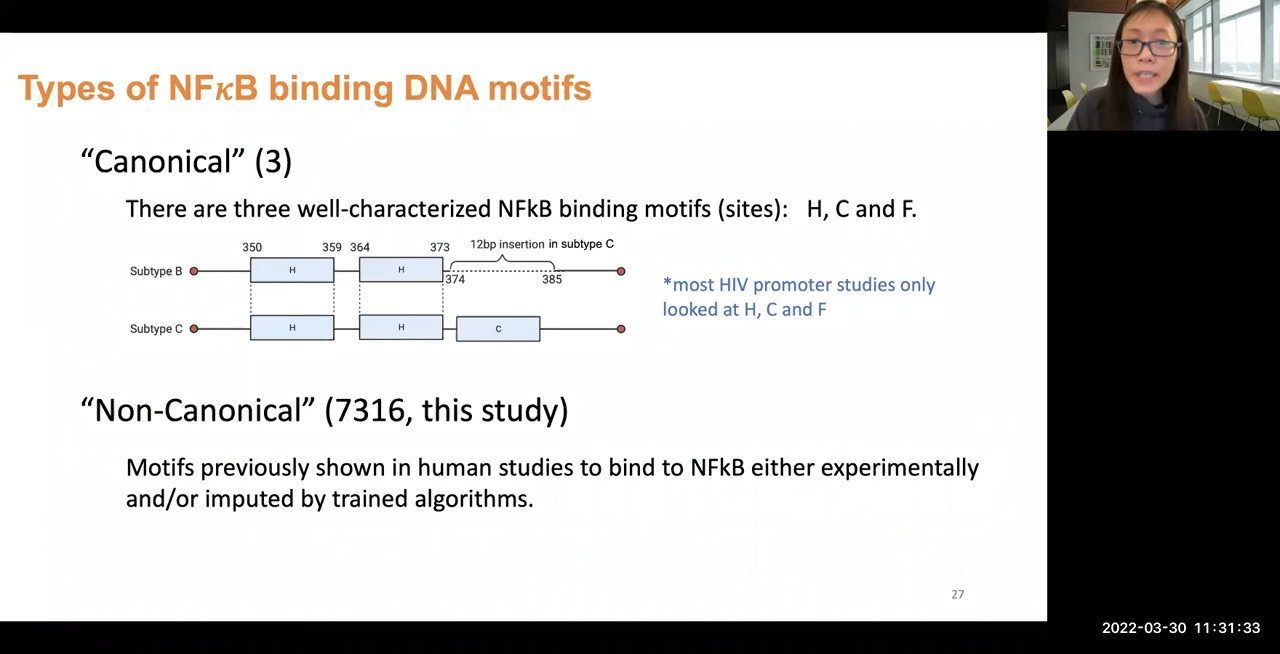 Types of NF𝜅B binding DNA motifs
“Canonical” (3)
There are three well-characterized NFkB binding motifs (sites):   H, C and F.
350 359 364 373 12bp insertion in subtype C
Subtype B H H
374 385
*most HIV promoter studies only
looked at H, C and F
Subtype C H H C
“Non-Canonical” (7316, this study)
Motifs previously shown in human studies to bind to NFkB either experimentally
and/or imputed by trained algorithms.
27
2022-03-30 11:31:33